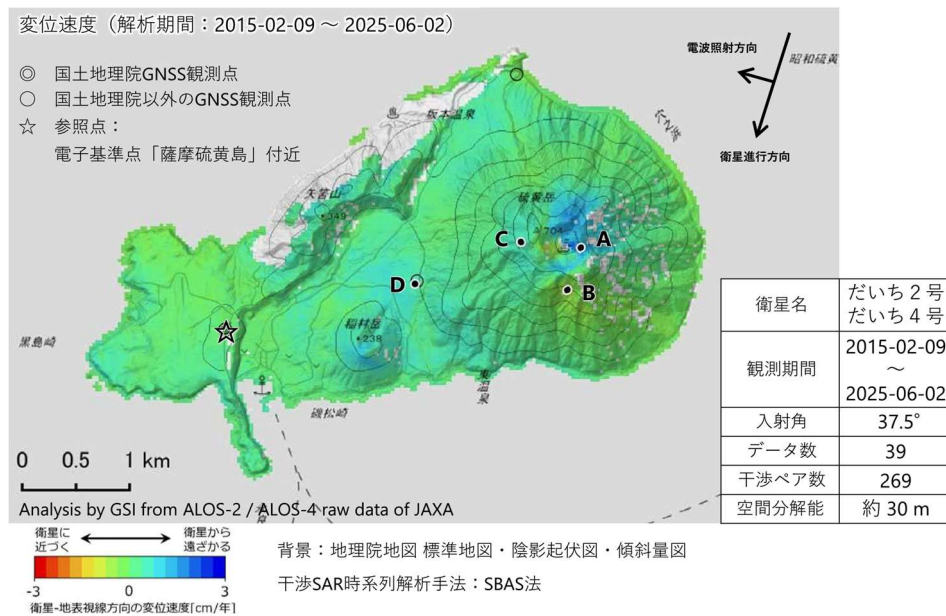 変位速度（解析期間：2015-02-09 ～ 2025-06-02）
◎ 国土地理院GNSS観測点
○ 国土地理院以外のGNSS観測点
☆ 参照点：
電子基準点「薩摩硫黄島」付近
電波照射方向
昭和硫黄
衛星進行方向
坂本温泉
矢筈山
349
硫黄岳
704
A
B
C
D
稲村岳
238
黒島崎
磯松崎
東温泉
0 0.5 1 km
Analysis by GSI from ALOS-2 / ALOS-4 raw data of JAXA
衛星名 だいち２号
だいち４号
観測期間 2015-02-09
～
2025-06-02
入射角 37.5°
データ数 39
干渉ペア数 269
空間分解能 約 30 m
衛星に
近づく
衛星から
遠ざかる
-3 0 3
衛星-地表視線方向の変位速度[cm/年]
背景：地理院地図 標準地図・陰影起伏図・傾斜量図
干渉SAR時系列解析手法：SBAS法